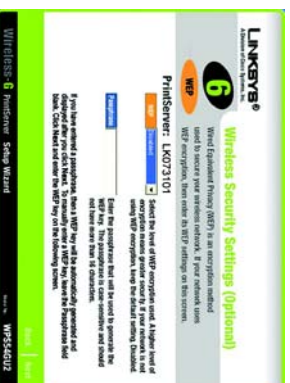 LINKSYS®
A Division of Cisco Systems, Inc.
6
WEP
Wireless Security Settings (Optional)
Wired Equivalent Privacy (WEP) is an encryption method
used to secure your wireless network. If your network uses
WEP encryption, then enter its WEP settings on this screen.
PrintServer: LK073101
WEP
Disabled
Select the level of WEP encryption used. A higher level of
encryption means greater security. If your network is not
using WEP encryption, keep the default setting, Disabled.
Passphrase
Enter the passphrase that will be used to generate the
WEP key. The passphrase is case-sensitive and should
not have more than 16 characters.
If you have entered a passphrase, then a WEP key will be automatically generated and
displayed after you click Next. To manually enter a WEP key, leave the Passphrase field
blank. Click Next and enter the WEP key on the following screen.
Back
Next
Wireless-G PrintServer Setup Wizard
Model No. WPS54GU2